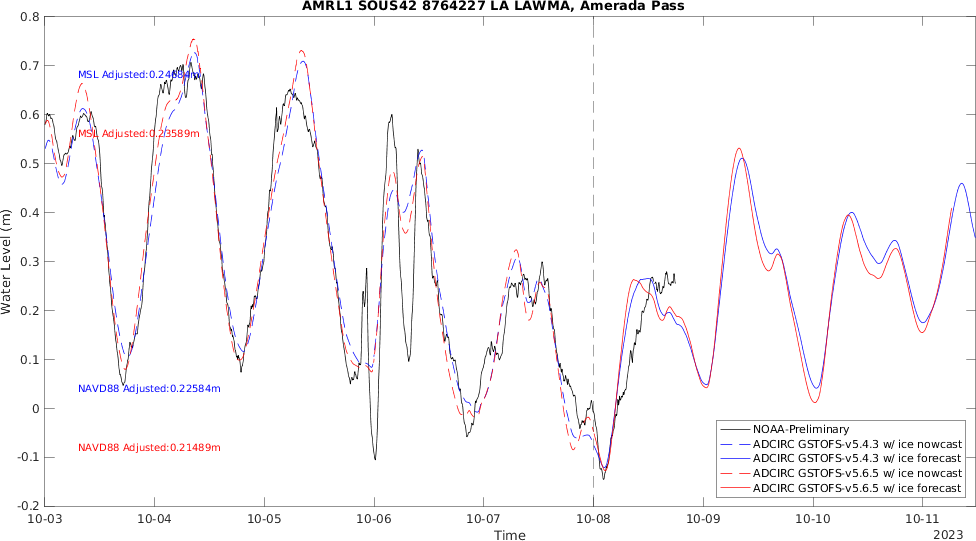 AMRL1 SOUS42 8764227 LA LAWMA, Amerada Pass
0.8
0.7
0.6
0.5
0.4
0.3
0.2
0.1
0
-0.1
-0.2
Water Level (m)
MSL Adjusted:0.24684m
MSL Adjusted:0.23589m
NAVD88 Adjusted:0.22584m
NAVD88 Adjusted:0.21489m
NOAA-Preliminary
ADCIRC GSTOFS-v5.4.3 w/ ice nowcast
ADCIRC GSTOFS-v5.4.3 w/ ice forecast
ADCIRC GSTOFS-v5.6.5 w/ ice nowcast
ADCIRC GSTOFS-v5.6.5 w/ ice forecast
10-03 10-04 10-05 10-06 10-07 10-08 10-09 10-10 10-11
Time
2023